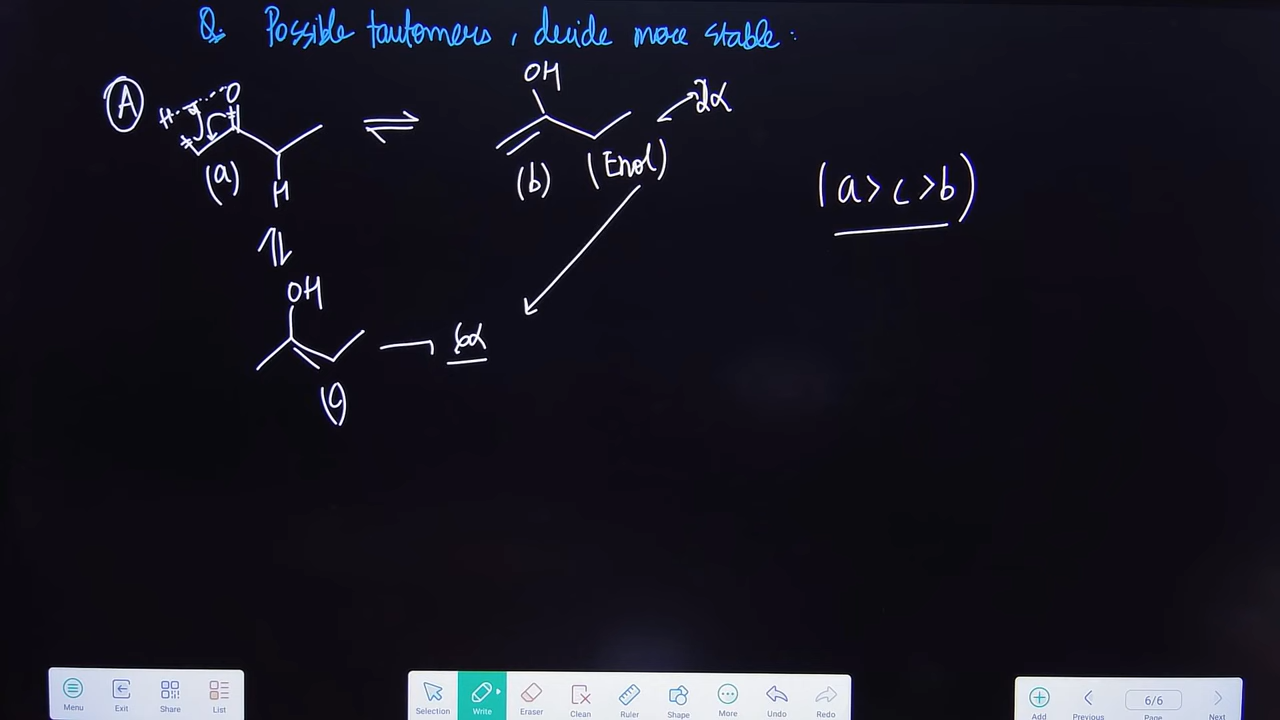 Q. Possible tautomers, decide more stable:
A
H O
(a)
H
OH
(b) (Enol)
2α
(a > c > b)
OH
6α
(c)
Menu Exit Share List
Selection Write Eraser Clean Ruler Shape More Undo Redo
Add Previous 6/6 Page Next